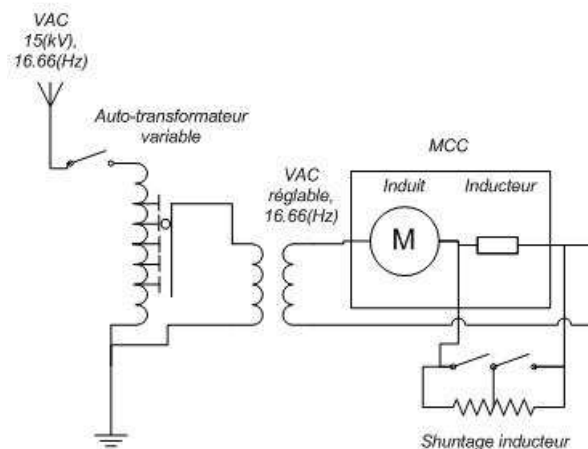 VAC
15(kV),
16.66(Hz)
Auto-transformateur
variable
VAC
réglable,
16.66(Hz)
MCC
Induit
Inducteur
M
Shuntage inducteur